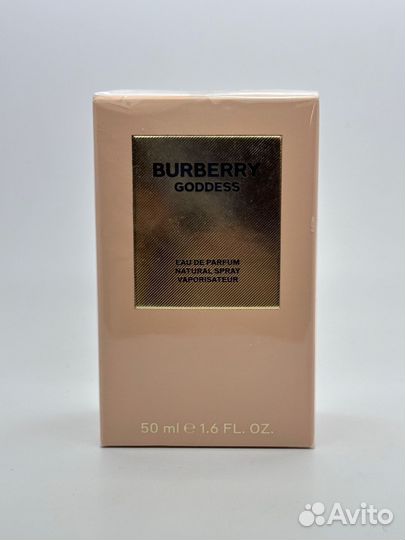 BURBERRY
GODDESS
EAU DE PARFUM
NATURAL SPRAY
VAPORISATEUR
50 ml ℮ 1.6 FL. OZ.
Avito